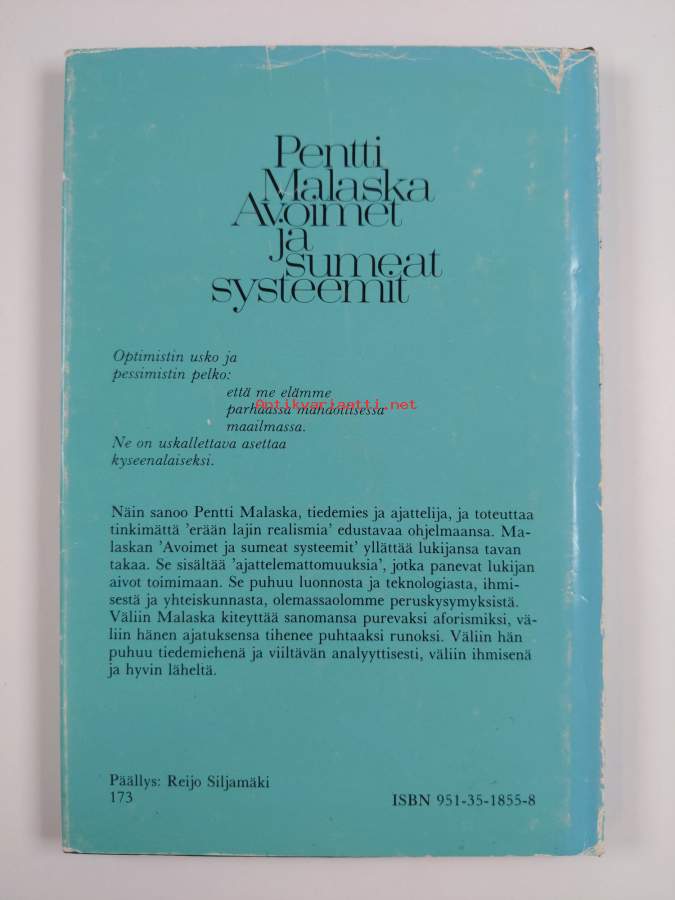 Pentti
Malaska
Avoimet
ja
sumeat
systeemit
Optimistin usko ja
pessimistin pelko:
että me elämme
Antikvariaatti.net
parhaassa mahdollisessa
maailmassa.
Ne on uskallettava asettaa
kyseenalaiseksi.
Näin sanoo Pentti Malaska, tiedemies ja ajattelija, ja toteuttaa
tinkimättä 'erään lajin realismia' edustavaa ohjelmaansa. Ma-
laskan 'Avoimet ja sumeat systeemit' yllättää lukijansa tavan
takaa. Se sisältää 'ajattelemattomuuksia', jotka panevat lukijan
aivot toimimaan. Se puhuu luonnosta ja teknologiasta, ihmi-
sestä ja yhteiskunnasta, olemassaolomme peruskysymyksistä.
Väliin Malaska kiteyttää sanomansa purevaksi aforismiksi, vä-
liin hänen ajatuksensa tihenee puhtaaksi runoksi. Väliin hän
puhuu tiedemiehenä ja viiltävän analyyttisesti, väliin ihmisenä
ja hyvin läheltä.
Päällys: Reijo Siljamäki
173
ISBN 951-35-1855-8